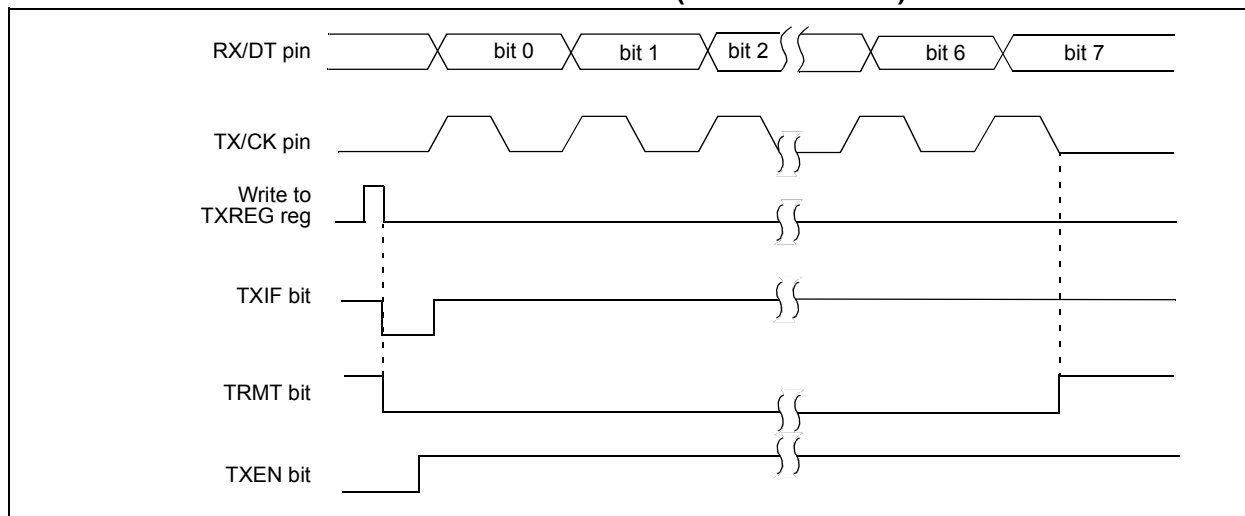 RX/DT pin
bit 0
bit 1
bit 2
bit 6
bit 7
TX/CK pin
Write to
TXREG reg
TXIF bit
TRMT bit
TXEN bit